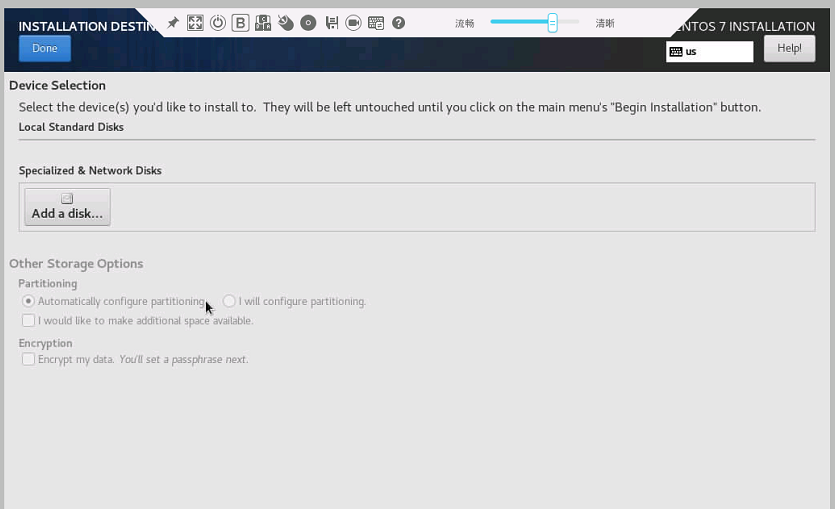 INSTALLATION DESTIN
流畅
清晰
ENTOS 7 INSTALLATION
Done
us
Help!
Device Selection
Select the device(s) you'd like to install to. They will be left untouched until you click on the main menu's "Begin Installation" button.
Local Standard Disks
Specialized & Network Disks
Add a disk...
Other Storage Options
Partitioning
Automatically configure partitioning. I will configure partitioning.
I would like to make additional space available.
Encryption
Encrypt my data. You'll set a passphrase next.